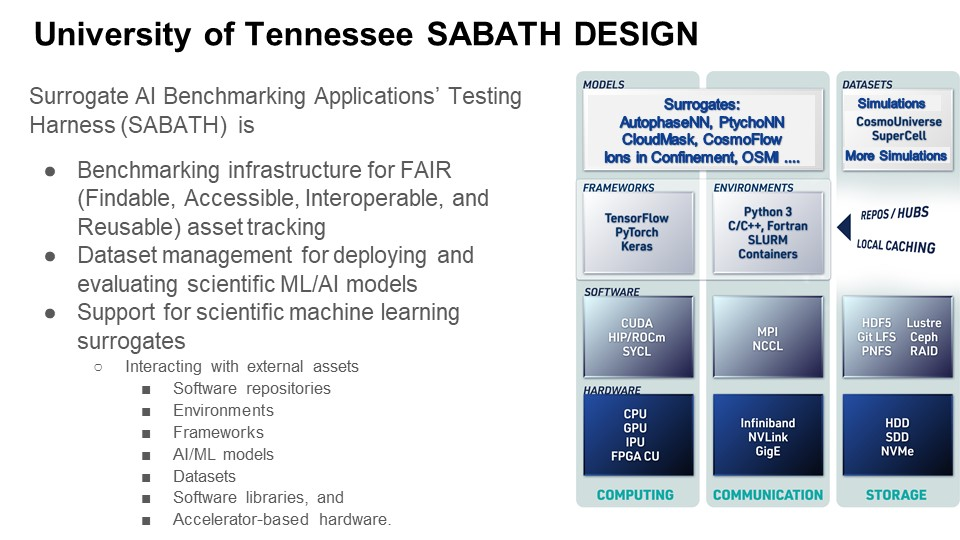 University of Tennessee SABATH DESIGN
Surrogate AI Benchmarking Applications’ Testing
Harness (SABATH) is
● Benchmarking infrastructure for FAIR
(Findable, Accessible, Interoperable, and
Reusable) asset tracking
● Dataset management for deploying and
evaluating scientific ML/AI models
● Support for scientific machine learning
surrogates
○ Interacting with external assets
■ Software repositories
■ Environments
■ Frameworks
■ AI/ML models
■ Datasets
■ Software libraries, and
■ Accelerator-based hardware.
MODELS
Surrogates:
AutophaseNN, PtychoNN
CloudMask, CosmoFlow
Ions in Confinement, OSMI ....
DATASETS
Simulations
CosmoUniverse
SuperCell
More Simulations
FRAMEWORKS
TensorFlow
PyTorch
Keras
ENVIRONMENTS
Python 3
C/C++, Fortran
SLURM
Containers
REPOS / HUBS
LOCAL CACHING
SOFTWARE
CUDA
HIP/ROCm
SYCL
MPI
NCCL
HDF5 Lustre
Git LFS Ceph
PNFS RAID
HARDWARE
CPU
GPU
IPU
FPGA CU
Infiniband
NVLink
GigE
HDD
SDD
NVMe
COMPUTING
COMMUNICATION
STORAGE